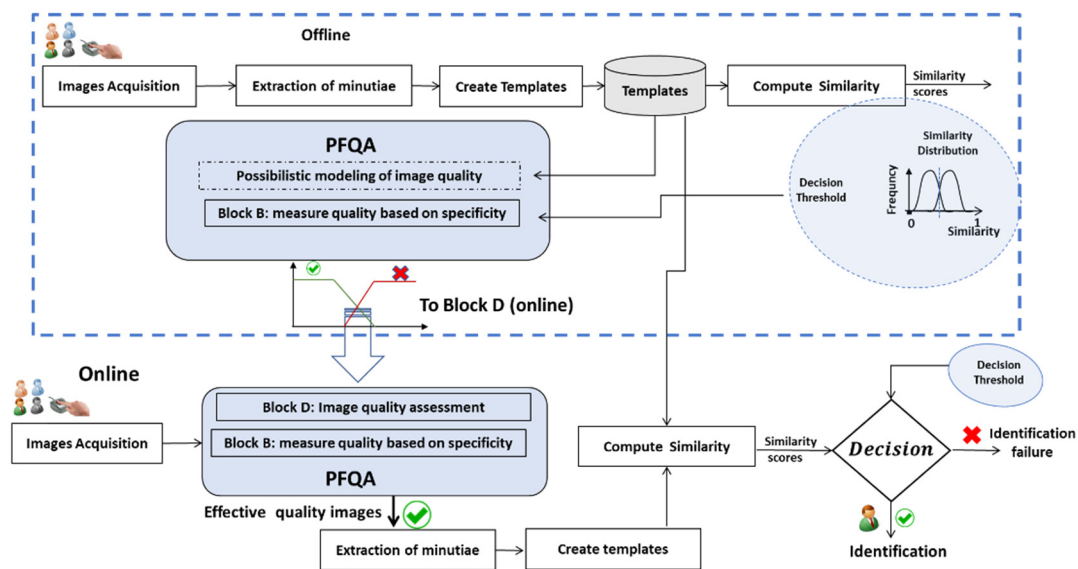 Offline
Images Acquisition
Extraction of minutiae
Create Templates
Templates
Compute Similarity
Similarity
scores
PFQA
Possibilistic modeling of image quality
Block B: measure quality based on specificity
Decision
Threshold
Similarity
Distribution
Frequncy
0
1
Similarity
To Block D (online)
Online
Images Acquisition
Block D: Image quality assessment
Block B: measure quality based on specificity
PFQA
Effective quality images
Extraction of minutiae
Create templates
Compute Similarity
Similarity
scores
Decision
Threshold
Decision
Identification
failure
Identification